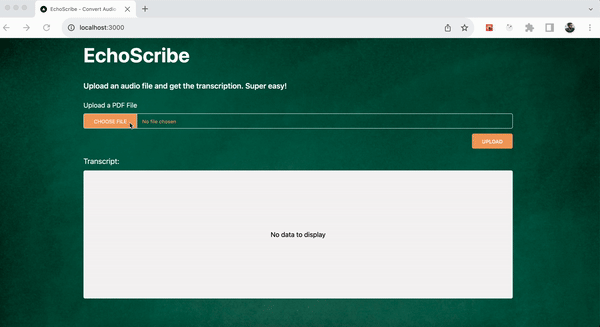 EchoScribe - Convert Audio
localhost:3000
EchoScribe
Upload an audio file and get the transcription. Super easy!
Upload a PDF File
CHOOSE FILE No file chosen
UPLOAD
Transcript:
No data to display